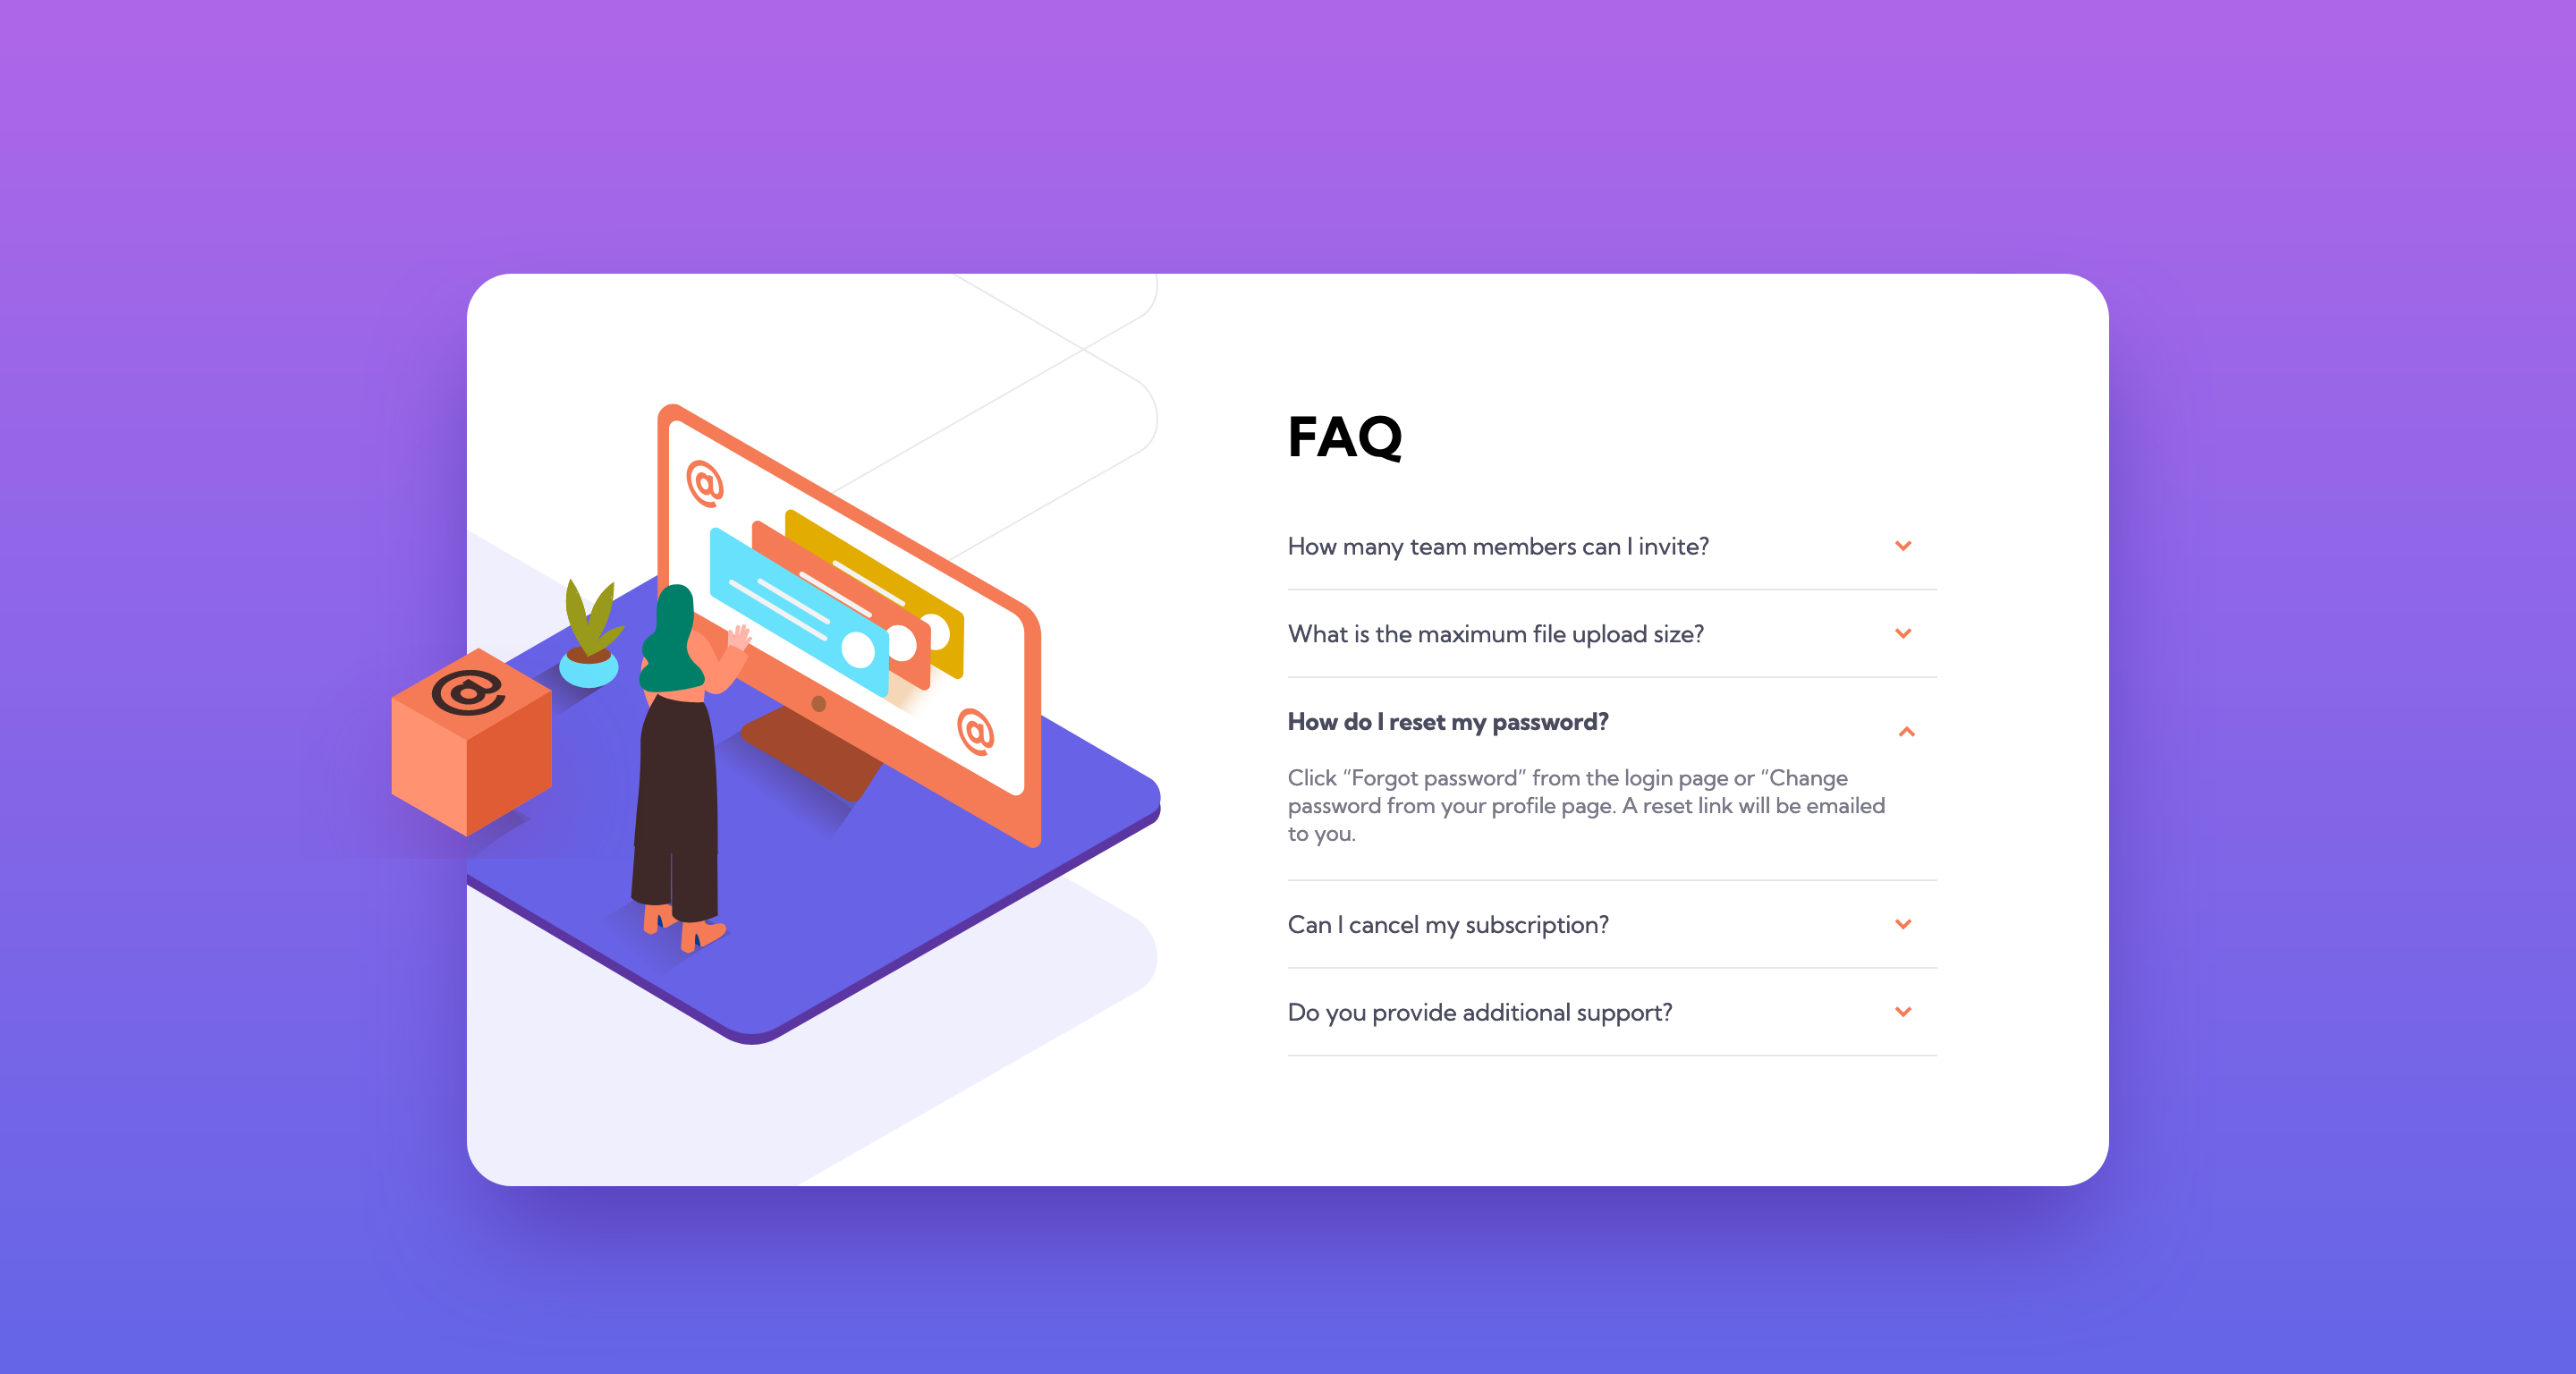 @
@
@
FAQ
How many team members can I invite?
What is the maximum file upload size?
How do I reset my password?
Click “Forgot password” from the login page or “Change
password from your profile page. A reset link will be emailed
to you.
Can I cancel my subscription?
Do you provide additional support?